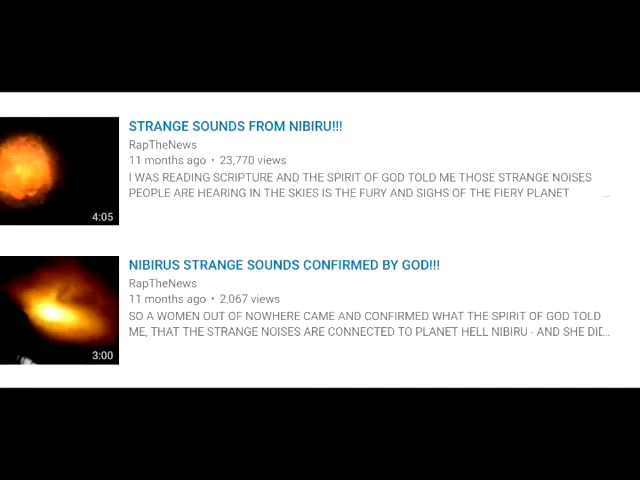 STRANGE SOUNDS FROM NIBIRU!!!
RapTheNews
11 months ago • 23,770 views
I WAS READING SCRIPTURE AND THE SPIRIT OF GOD TOLD ME THOSE STRANGE NOISES
PEOPLE ARE HEARING IN THE SKIES IS THE FURY AND SIGHS OF THE FIERY PLANET ...
4:05
NIBIRUS STRANGE SOUNDS CONFIRMED BY GOD!!!
RapTheNews
11 months ago • 2,067 views
SO A WOMEN OUT OF NOWHERE CAME AND CONFIRMED WHAT THE SPIRIT OF GOD TOLD
ME, THAT THE STRANGE NOISES ARE CONNECTED TO PLANET HELL NIBIRU - AND SHE DID...
3:00